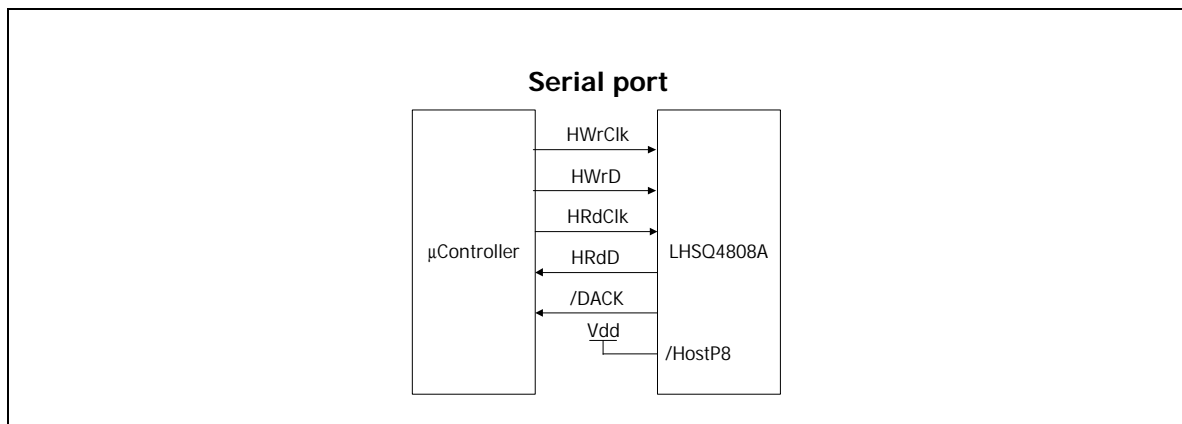 Serial port
HWrClk
HWrD
HRdClk
μController
HRdD
LHSQ4808A
/DACK
Vdd
/HostP8